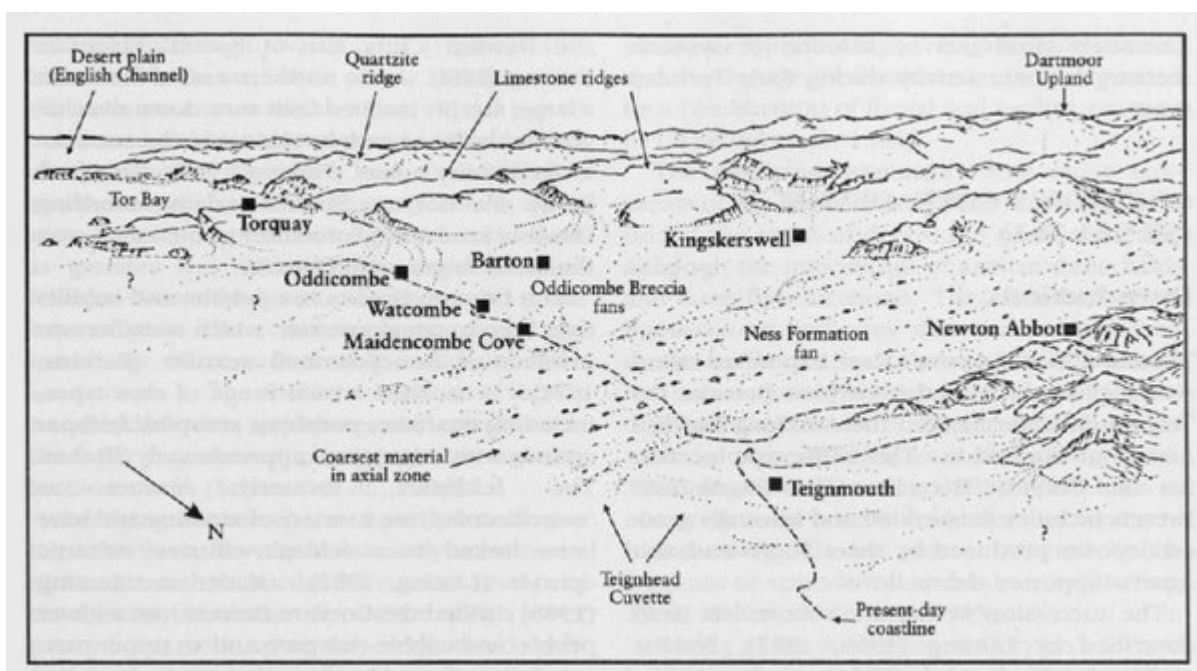 Desert plain
(English Channel)
Quartzite
ridge
Limestone ridges
Dartmoor
Upland
Tor Bay
Torquay
Kingskerswell
Barton
Oddicombe
Oddicombe Breccia
fans
Watcombe
Maidencombe Cove
Ness Formation
fan
Newton Abbot
Coarsest material
in axial zone
Teignmouth
N
?
Teignhead
Cuvette
Present-day
coastline